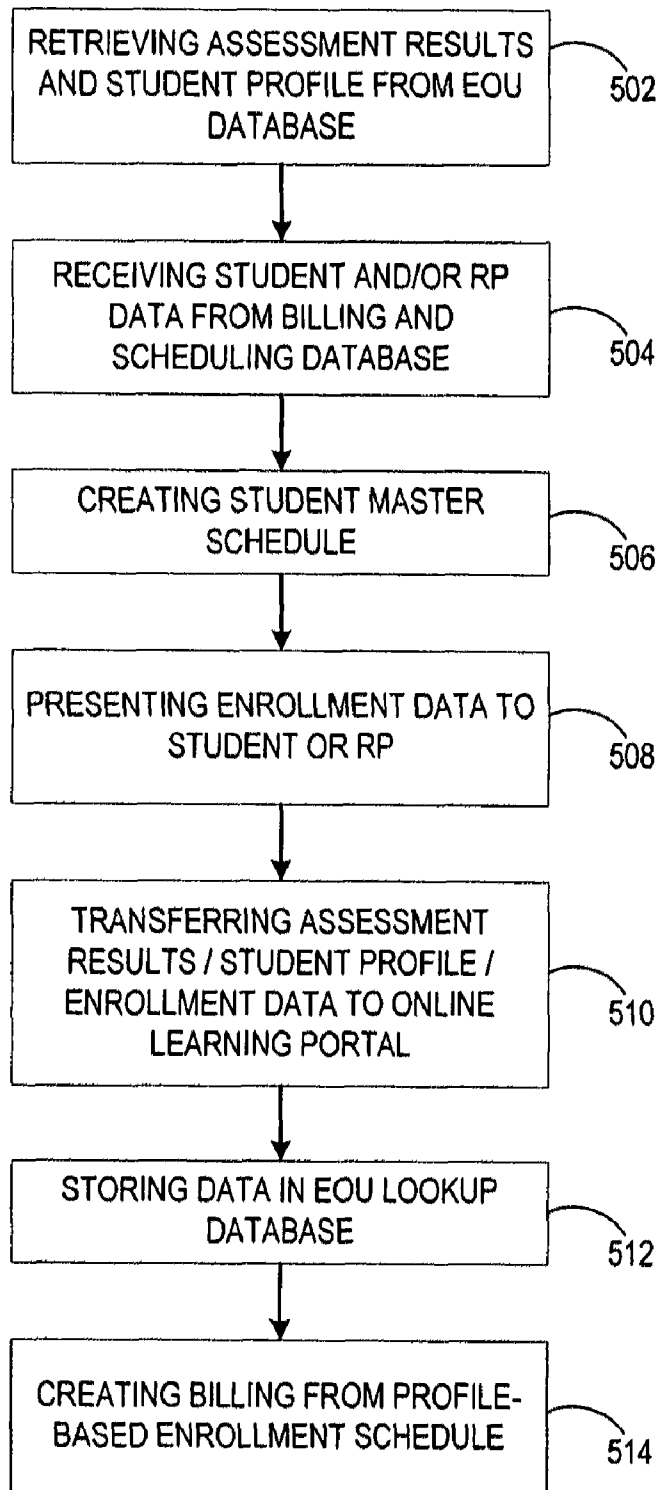 RETRIEVING ASSESSMENT RESULTS
AND STUDENT PROFILE FROM EOU
DATABASE
502
RECEIVING STUDENT AND/OR RP
DATA FROM BILLING AND
SCHEDULING DATABASE
504
CREATING STUDENT MASTER
SCHEDULE
506
PRESENTING ENROLLMENT DATA TO
STUDENT OR RP
508
TRANSFERRING ASSESSMENT
RESULTS / STUDENT PROFILE /
ENROLLMENT DATA TO ONLINE
LEARNING PORTAL
510
STORING DATA IN EOU LOOKUP
DATABASE
512
CREATING BILLING FROM PROFILE-
BASED ENROLLMENT SCHEDULE
514